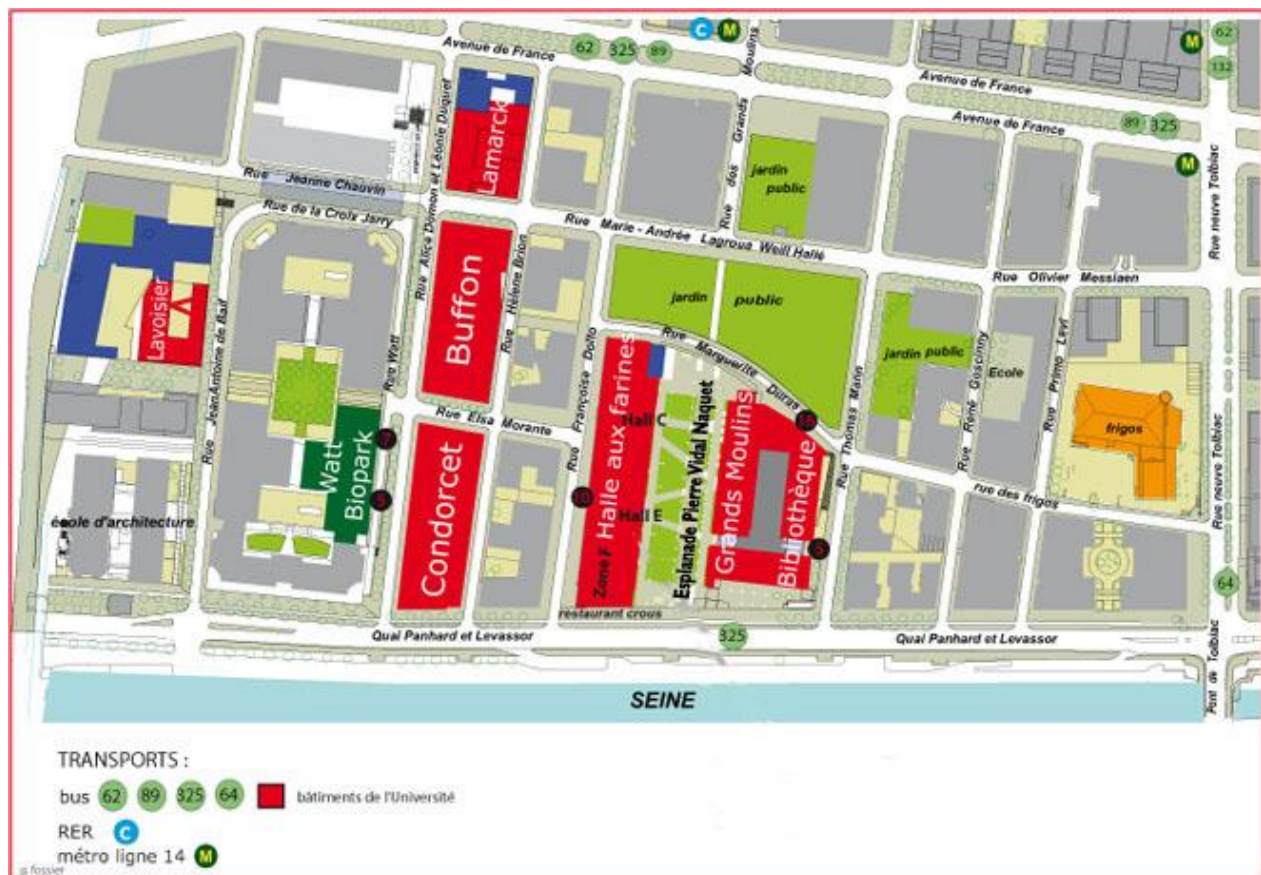 C M
62
M
Avenue de France
62 325 89
132
Avenue de France
Avenue de France
89 325
M
Rue des Grands Moulins
Lamarck
Rue Alice Domon et Léonie Duquet
jardin public
Rue neuve Tolbiac
Rue Jeanne Chauvin
Rue de la Croix Jarry
Rue Marie - Andrée Lagroua Weill Hallé
Rue Olivier Messiaen
Lavoisier
Rue Jean Antoine de Baïf
Rue Watt
Buffon
Rue Hélène Brion
jardin public
Rue Marguerite Duras
Rue Thomas Mann
jardin public
Rue René Goscinny
Ecole
Rue Primo Levi
frigos
Rue neuve Tolbiac
rue des frigos
Watt
Biopark
7
5
Rue Elsa Morante
Condorcet
Rue Françoise Dolto
10
Halle aux farines
Hall C
Hall E
Zone F
Esplanade Pierre Vidal Naquet
Grands Moulins
Bibliothèque
école d'architecture
restaurant crous
64
Quai Panhard et Levassor
325
Quai Panhard et Levassor
Pont de Tolbiac
SEINE
TRANSPORTS :
bus 62 89 325 64 bâtiments de l'Université
RER C
métro ligne 14 M
fossier